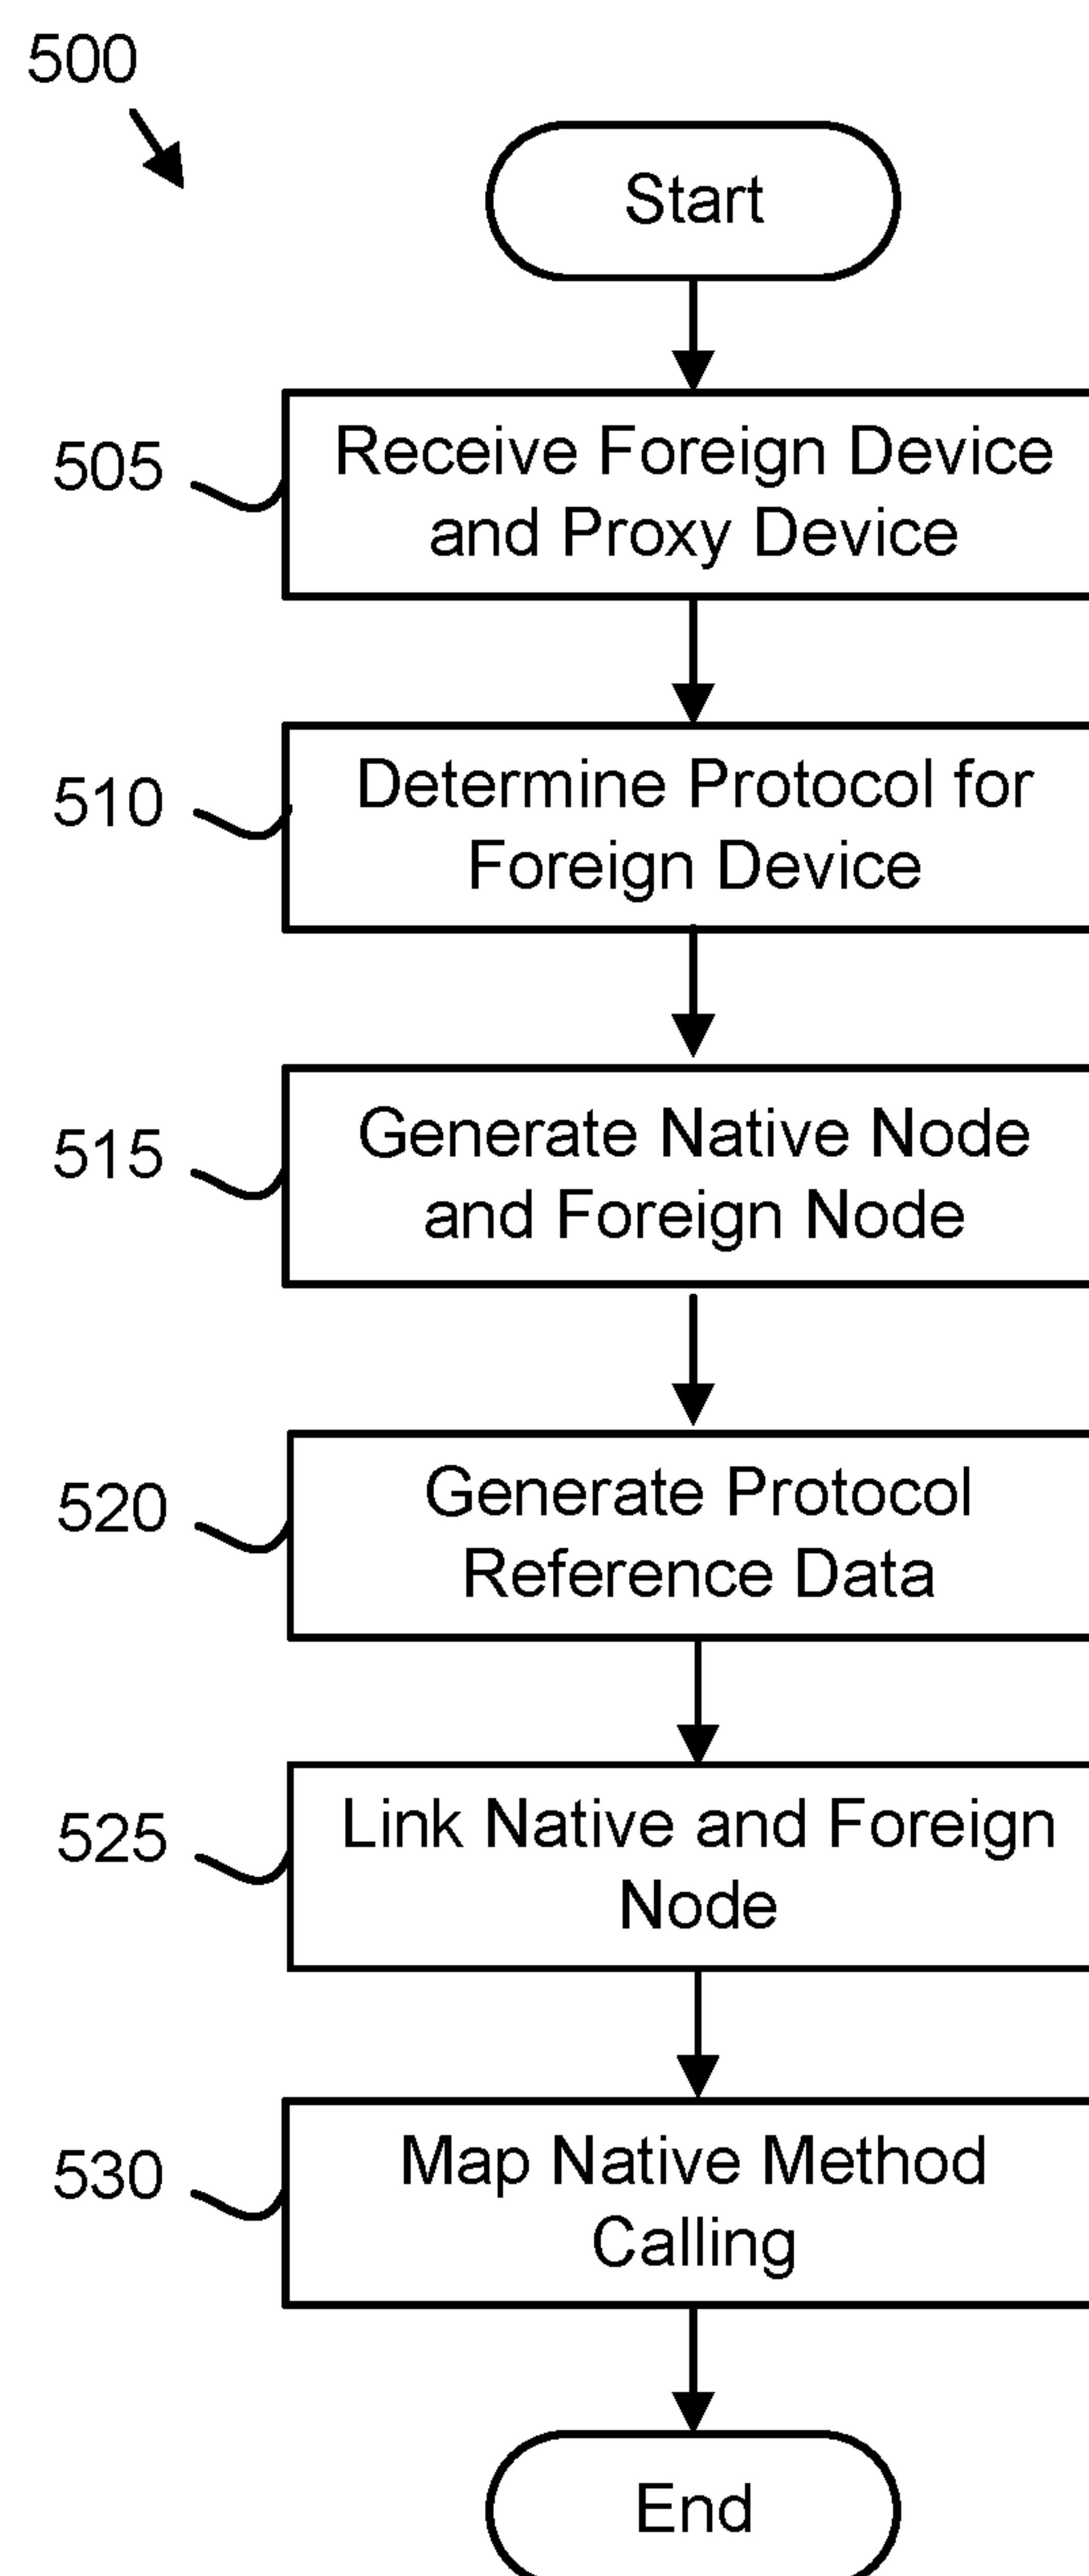 500
Start
505
Receive Foreign Device
and Proxy Device
510
Determine Protocol for
Foreign Device
515
Generate Native Node
and Foreign Node
520
Generate Protocol
Reference Data
525
Link Native and Foreign
Node
530
Map Native Method
Calling
End